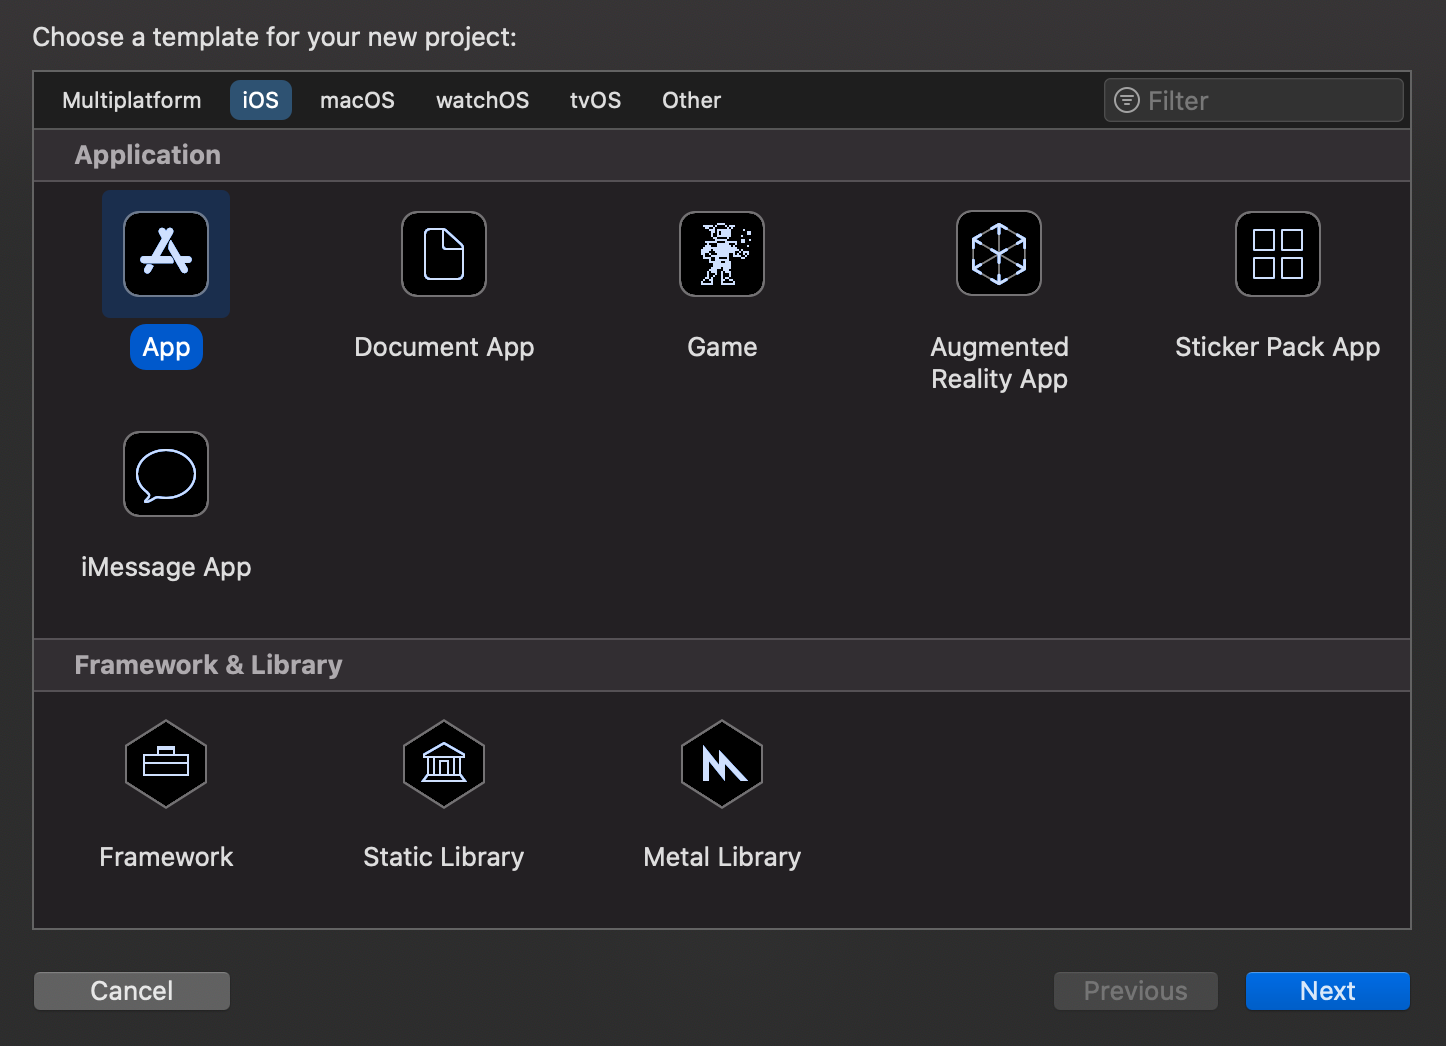 Choose a template for your new project:
Multiplatform iOS macOS watchOS tvOS Other Filter
Application
App Document App Game Augmented Reality App Sticker Pack App
iMessage App
Framework & Library
Framework Static Library Metal Library
Cancel Previous Next